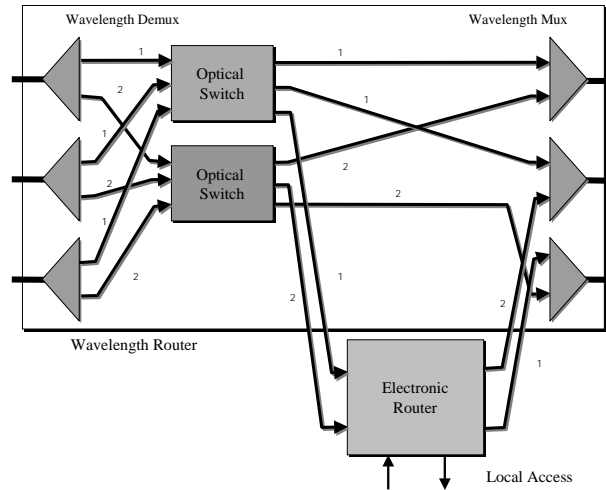 Wavelength Demux
Wavelength Mux
1
1
Optical
Switch
2
1
1
Optical
Switch
2
2
2
1
2
1
2
2
1
Wavelength Router
Electronic
Router
Local Access